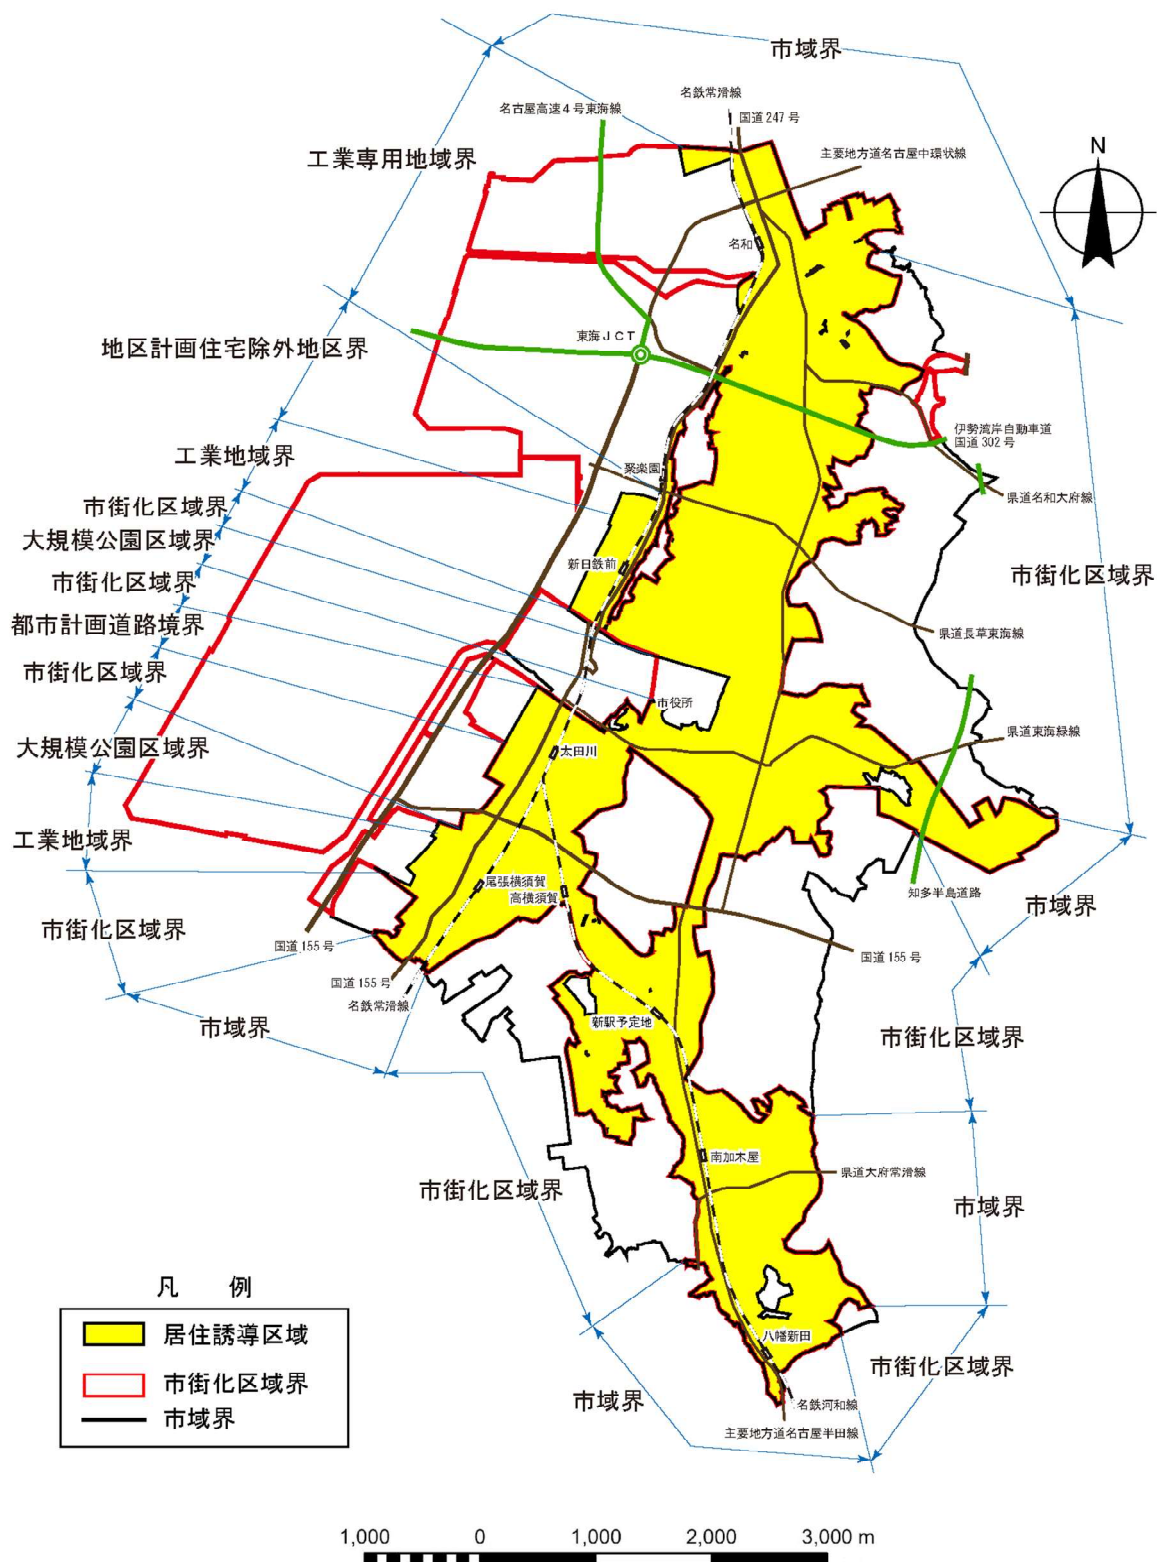 市域界
名鉄常滑線
名古屋高速4号東海線
国道247号
主要地方道名古屋中環状線
工業専用地域界
N
名和
東海JCT
地区計画住宅除外地区界
伊勢湾岸自動車道
国道302号
工業地域界
聚楽園
県道名和大府線
市街化区域界
大規模公園区域界
新日鉄前
市街化区域界
市街化区域界
都市計画道路境界
県道長草東海線
市街化区域界
市役所
大規模公園区域界
太田川
県道東海緑線
工業地域界
尾張横須賀
高横須賀
知多半島道路
市街化区域界
市域界
国道155号
国道155号
国道155号
名鉄常滑線
市域界
新駅予定地
市街化区域界
南加木屋
県道大府常滑線
市街化区域界
市域界
凡例
居住誘導区域
市街化区域界
市域界
八幡新田
市街化区域界
市域界
名鉄河和線
主要地方道名古屋半田線
1,000 0 1,000 2,000 3,000 m